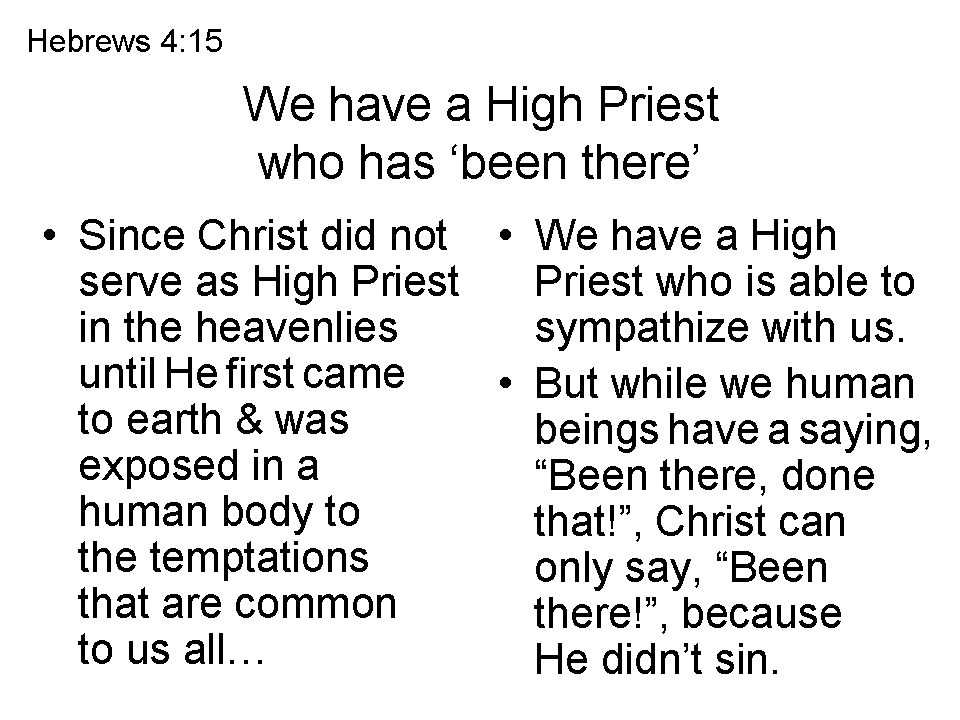 Hebrews 4:15
We have a High Priest
who has ‘been there’
• Since Christ did not
serve as High Priest
in the heavenlies
until He first came
to earth & was
exposed in a
human body to
the temptations
that are common
to us all…
• We have a High
Priest who is able to
sympathize with us.
• But while we human
beings have a saying,
“Been there, done
that!”, Christ can
only say, “Been
there!”, because
He didn’t sin.